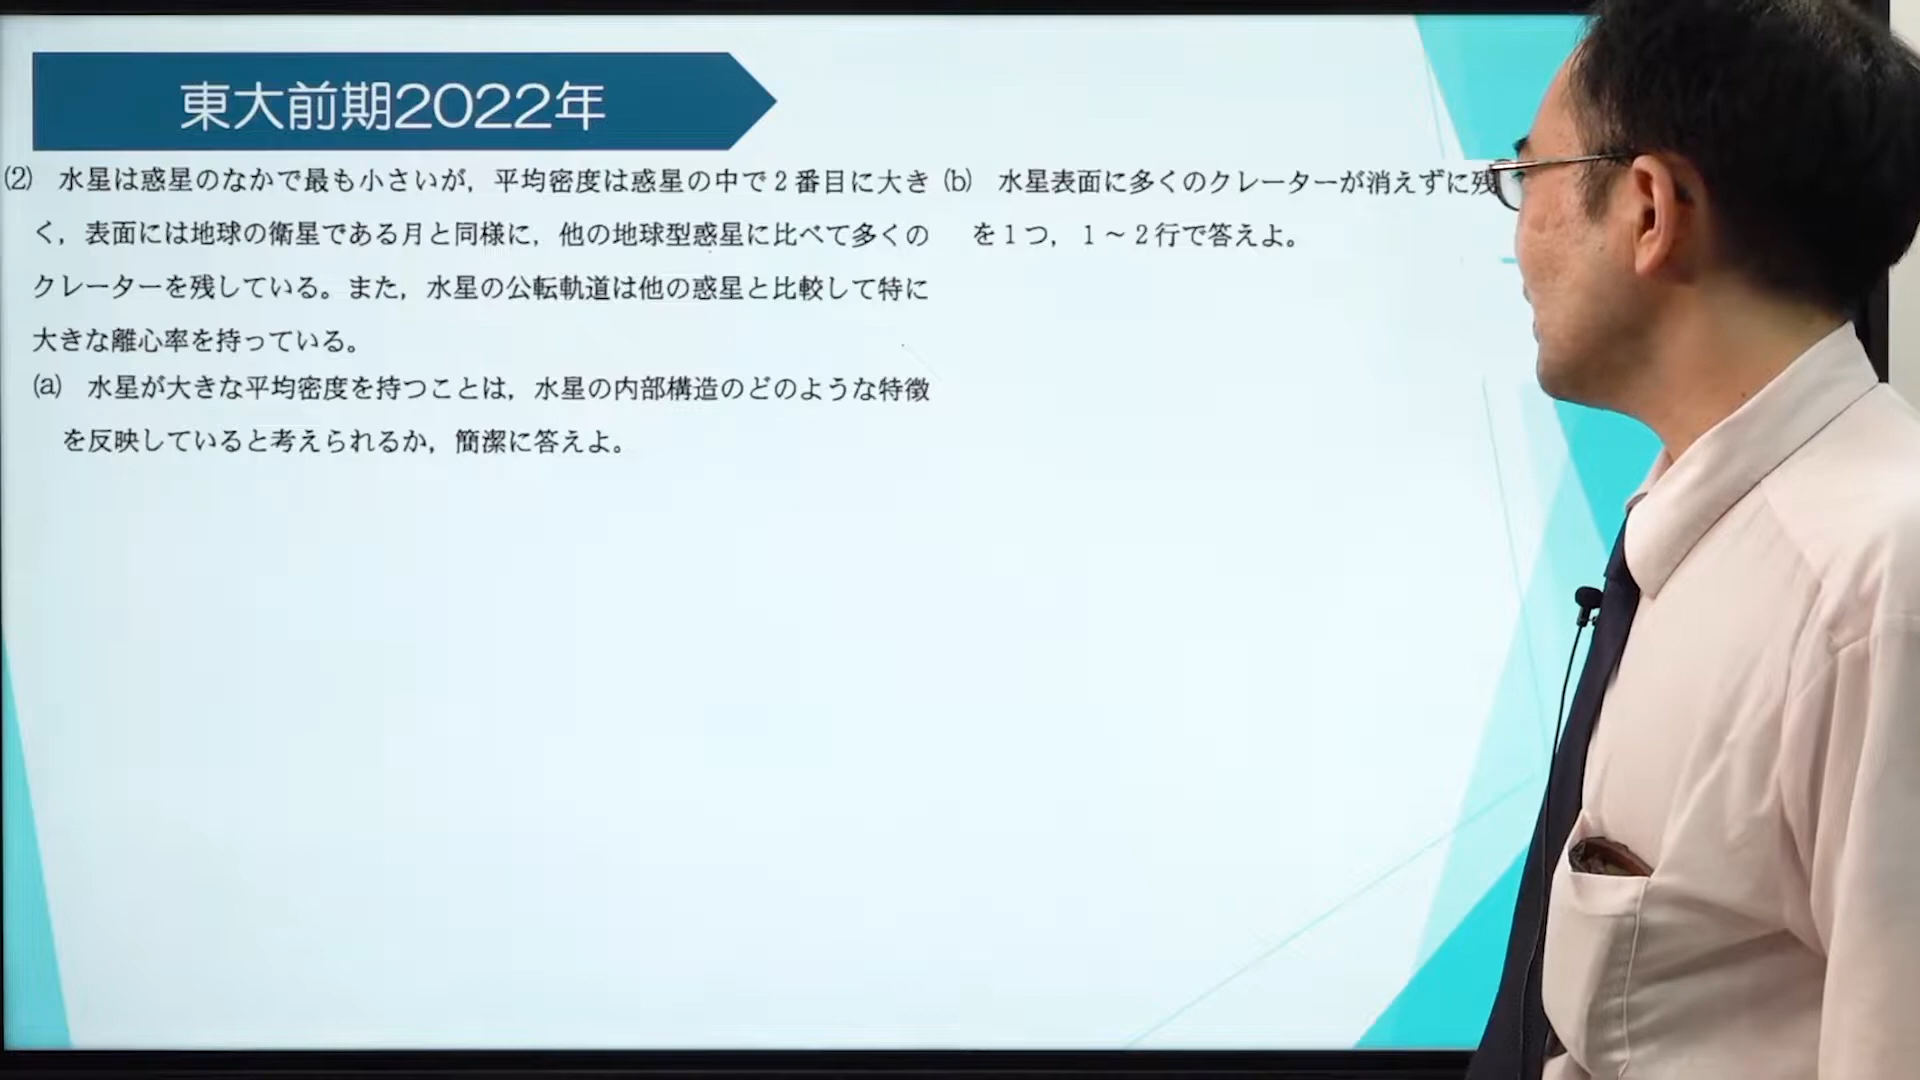 東大前期2022年
(2) 水星は惑星のなかで最も小さいが，平均密度は惑星の中で2番目に大き
く，表面には地球の衛星である月と同様に，他の地球型惑星に比べて多くの
クレーターを残している。また，水星の公転軌道は他の惑星と比較して特に
大きな離心率を持っている。
(a) 水星が大きな平均密度を持つことは，水星の内部構造のどのような特徴
を反映していると考えられるか，簡潔に答えよ。
(b) 水星表面に多くのクレーターが消えずに残
を1つ，1～2行で答えよ。